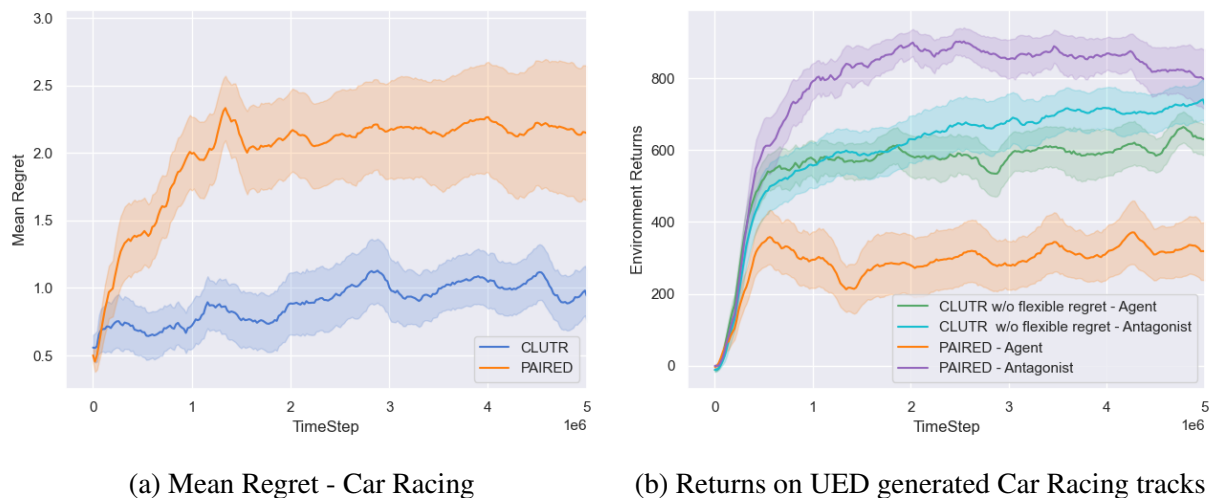 3.0
2.5
2.0
1.5
1.0
0.5
Mean Regret
0 1 2 3 4 5
1e6
TimeStep
CLUTR
PAIRED
800
600
400
200
0
Environment Returns
0 1 2 3 4 5
1e6
TimeStep
CLUTR w/o flexible regret - Agent
CLUTR w/o flexible regret - Antagonist
PAIRED - Agent
PAIRED - Antagonist
(a) Mean Regret - Car Racing
(b) Returns on UED generated Car Racing tracks